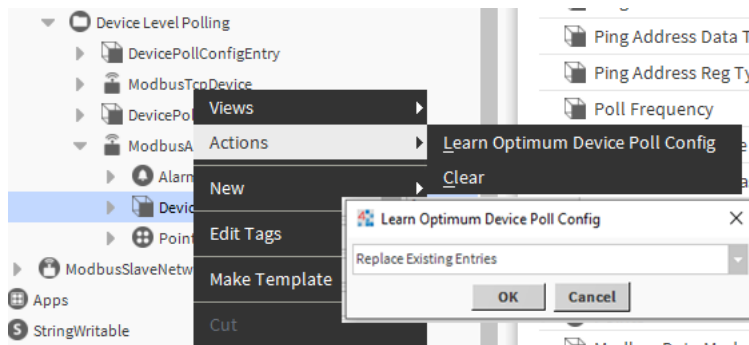 Device Level Polling
DevicePollConfigEntry
ModbusTcpDevice
DevicePol
ModbusA
Alarm
Devic
Point
ModbusSlaveNetw
Apps
StringWritable
Views
Actions
New
Edit Tags
Make Template
Cut
Learn Optimum Device Poll Config
Clear
Learn Optimum Device Poll Config
Replace Existing Entries
OK
Cancel
Ping Address Data T
Ping Address Reg Ty
Poll Frequency